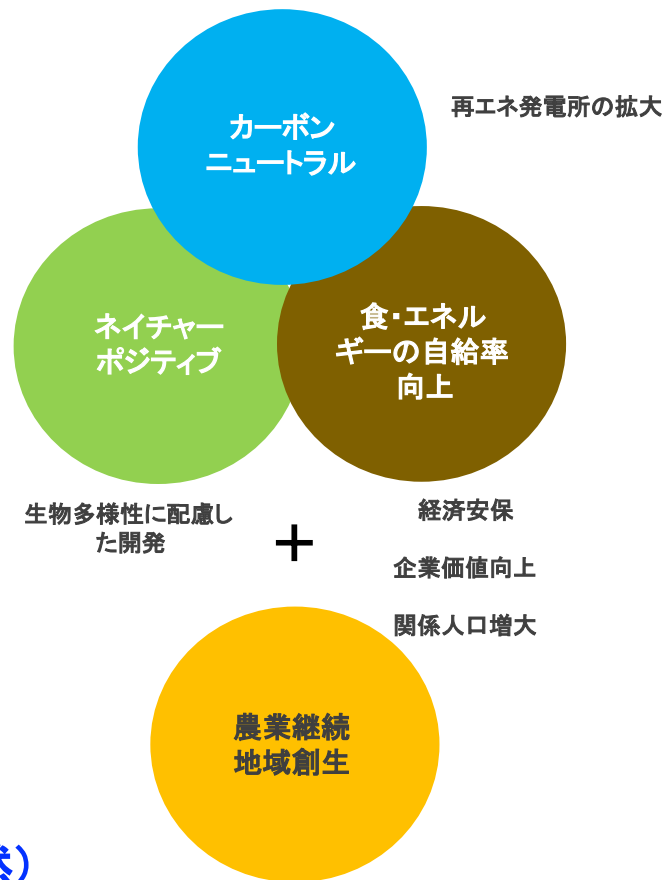 カーボン
ニュートラル
再エネ発電所の拡大
ネイチャー
ポジティブ
食・エネル
ギーの自給率
向上
生物多様性に配慮し
た開発
+
経済安保
企業価値向上
関係人口増大
農業継続
地域創生
)